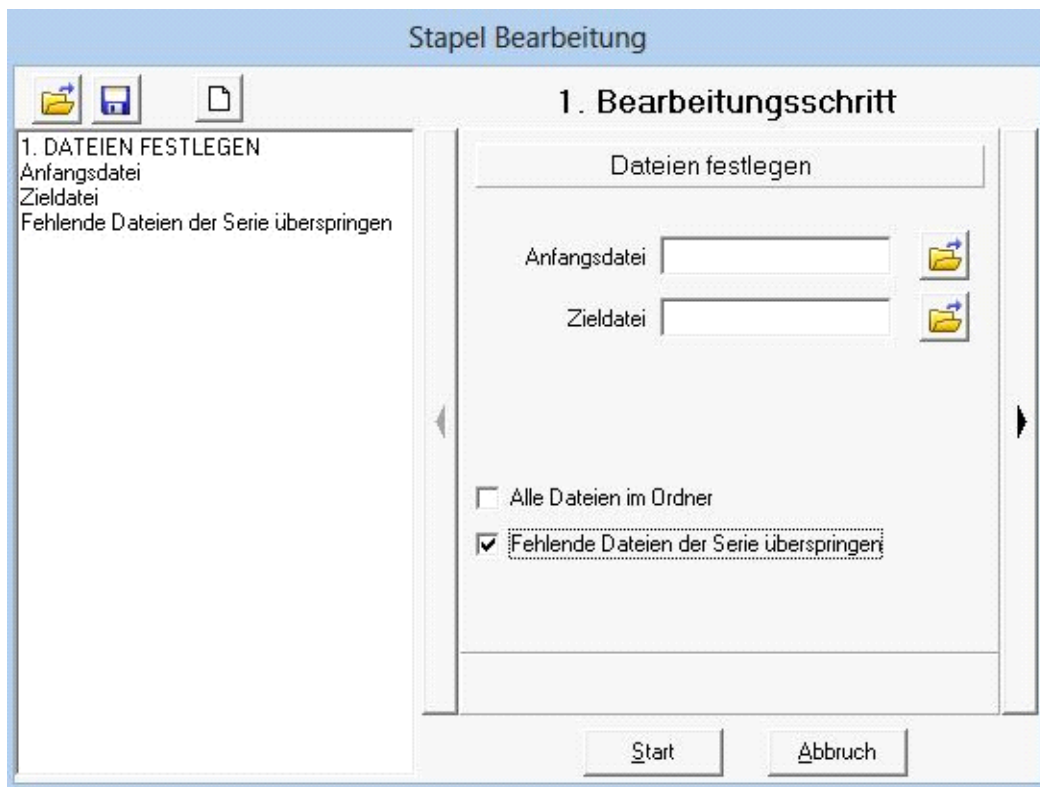 Stapel Bearbeitung
1. Bearbeitungsschritt
1. DATEIEN FESTLEGEN
Anfangsdatei
Zieldatei
Fehlende Dateien der Serie überspringen
Dateien festlegen
Anfangsdatei
Zieldatei
Alle Dateien im Ordner
Fehlende Dateien der Serie überspringen
Start
Abbruch